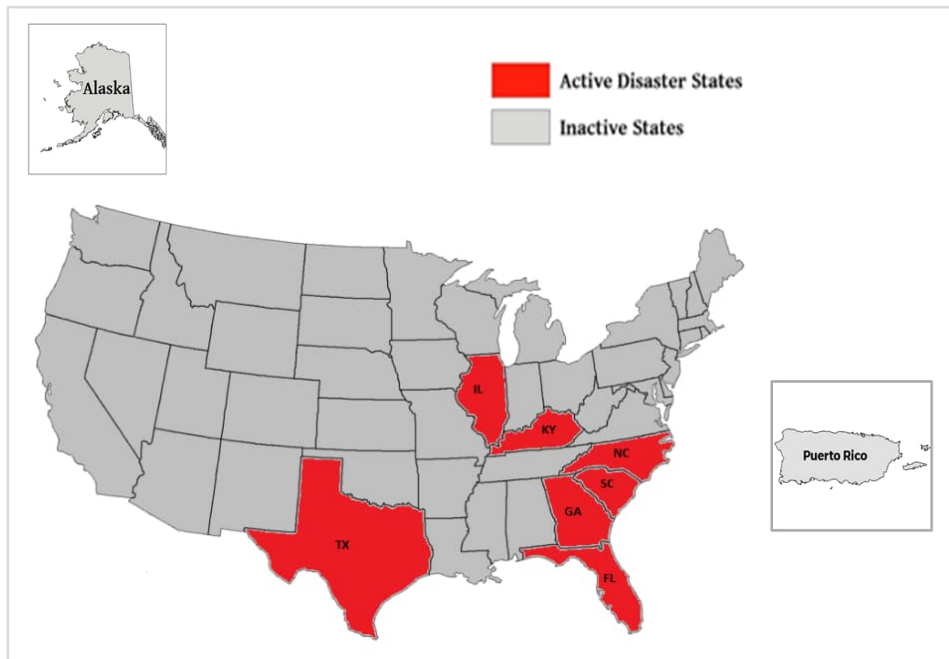 Alaska
Active Disaster States
Inactive States
IL
KY
NC
SC
GA
TX
FL
Puerto Rico